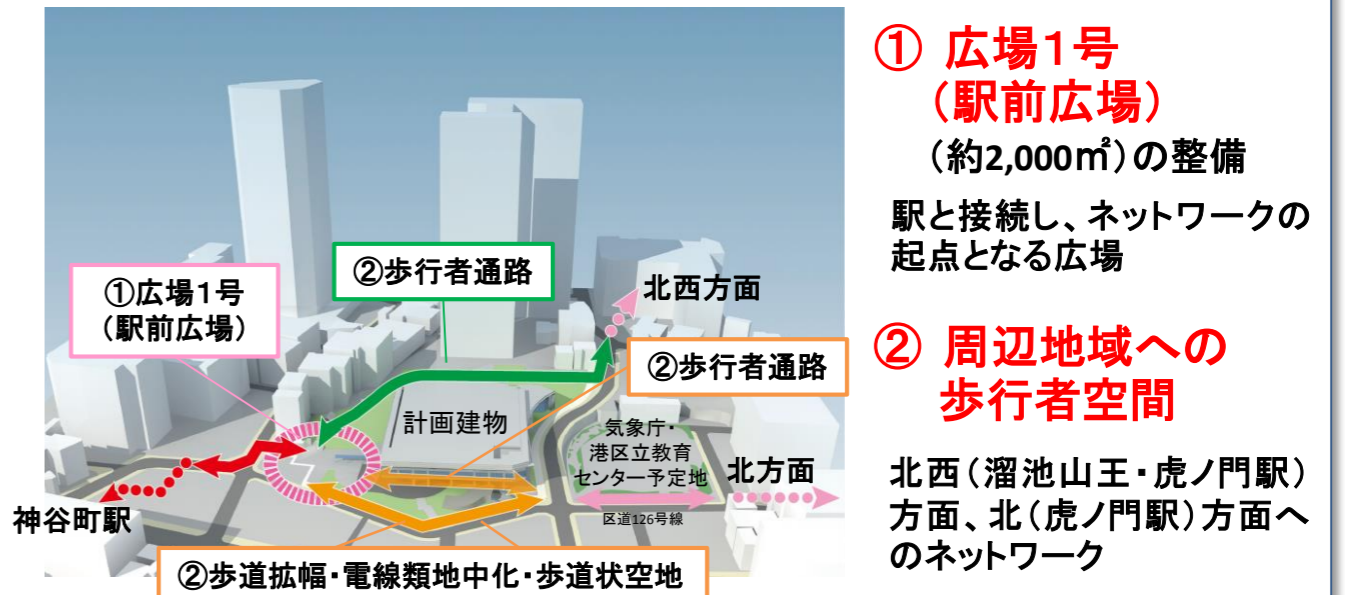 ①広場1号
(駅前広場)
②歩行者通路
北西方面
②歩行者通路
計画建物
気象庁・
港区立教育
センター予定地
北方面
区道126号線
神谷町駅
②歩道拡幅・電線類地中化・歩道状空地
① 広場1号
(駅前広場)
(約2,000㎡)の整備
駅と接続し、ネットワークの
起点となる広場
② 周辺地域への
歩行者空間
北西(溜池山王・虎ノ門駅)
方面、北(虎ノ門駅)方面へ
のネットワーク